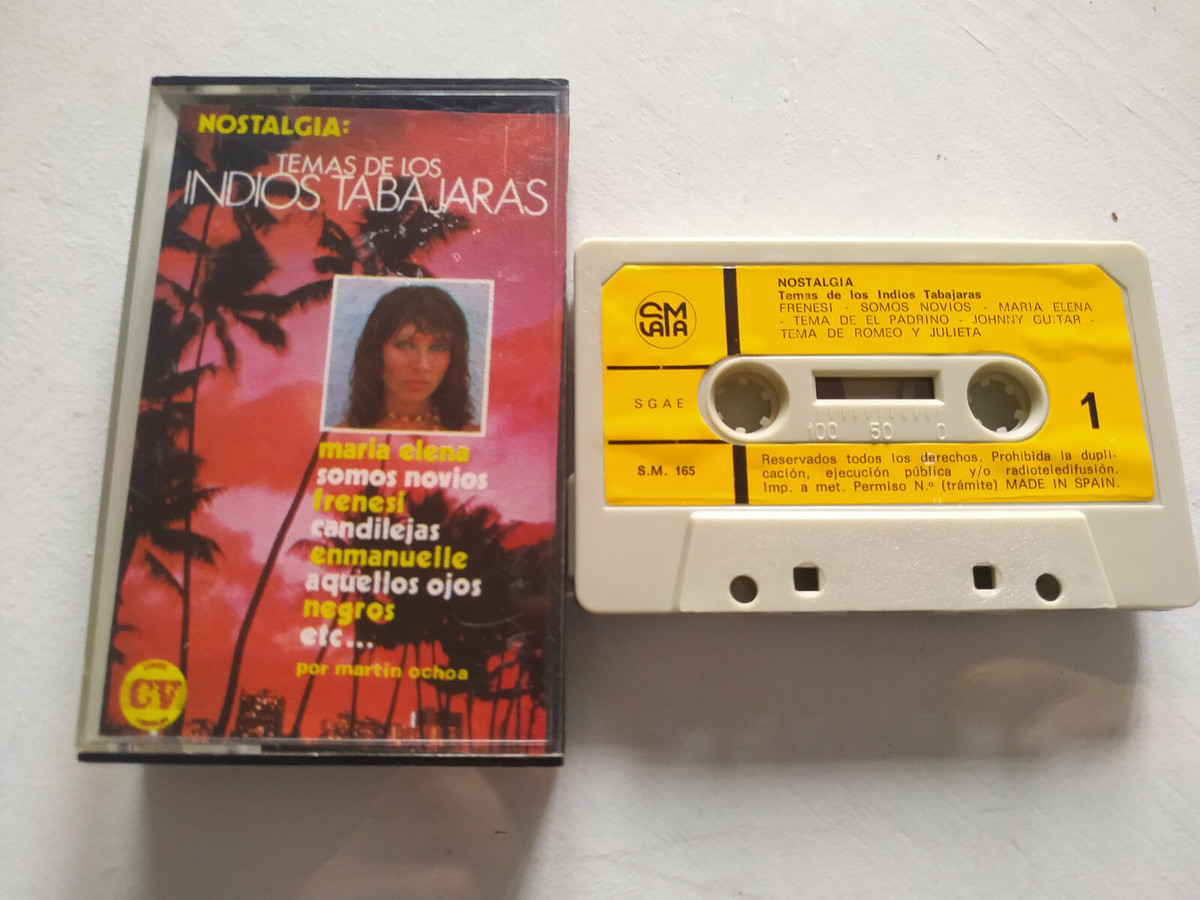 NOSTALGIA:
TEMAS DE LOS
INDIOS TABAJARAS
maria elena
somos novios
frenesí
candilejas
enmanuelle
aquellos ojos
negros
etc...
por martin ochoa
CV
NOSTALGIA
Temas de los Indios Tabajaras
FRENESI - SOMOS NOVIOS - MARIA ELENA
- TEMA DE EL PADRINO - JOHNNY GUITAR -
TEMA DE ROMEO Y JULIETA
SGAE
1
S.M. 165
Reservados todos los derechos. Prohibida la dupli-
cación, ejecución pública y/o radioteledifusión.
Imp. a met. Permiso N.º (trámite) MADE IN SPAIN.
100 50 0